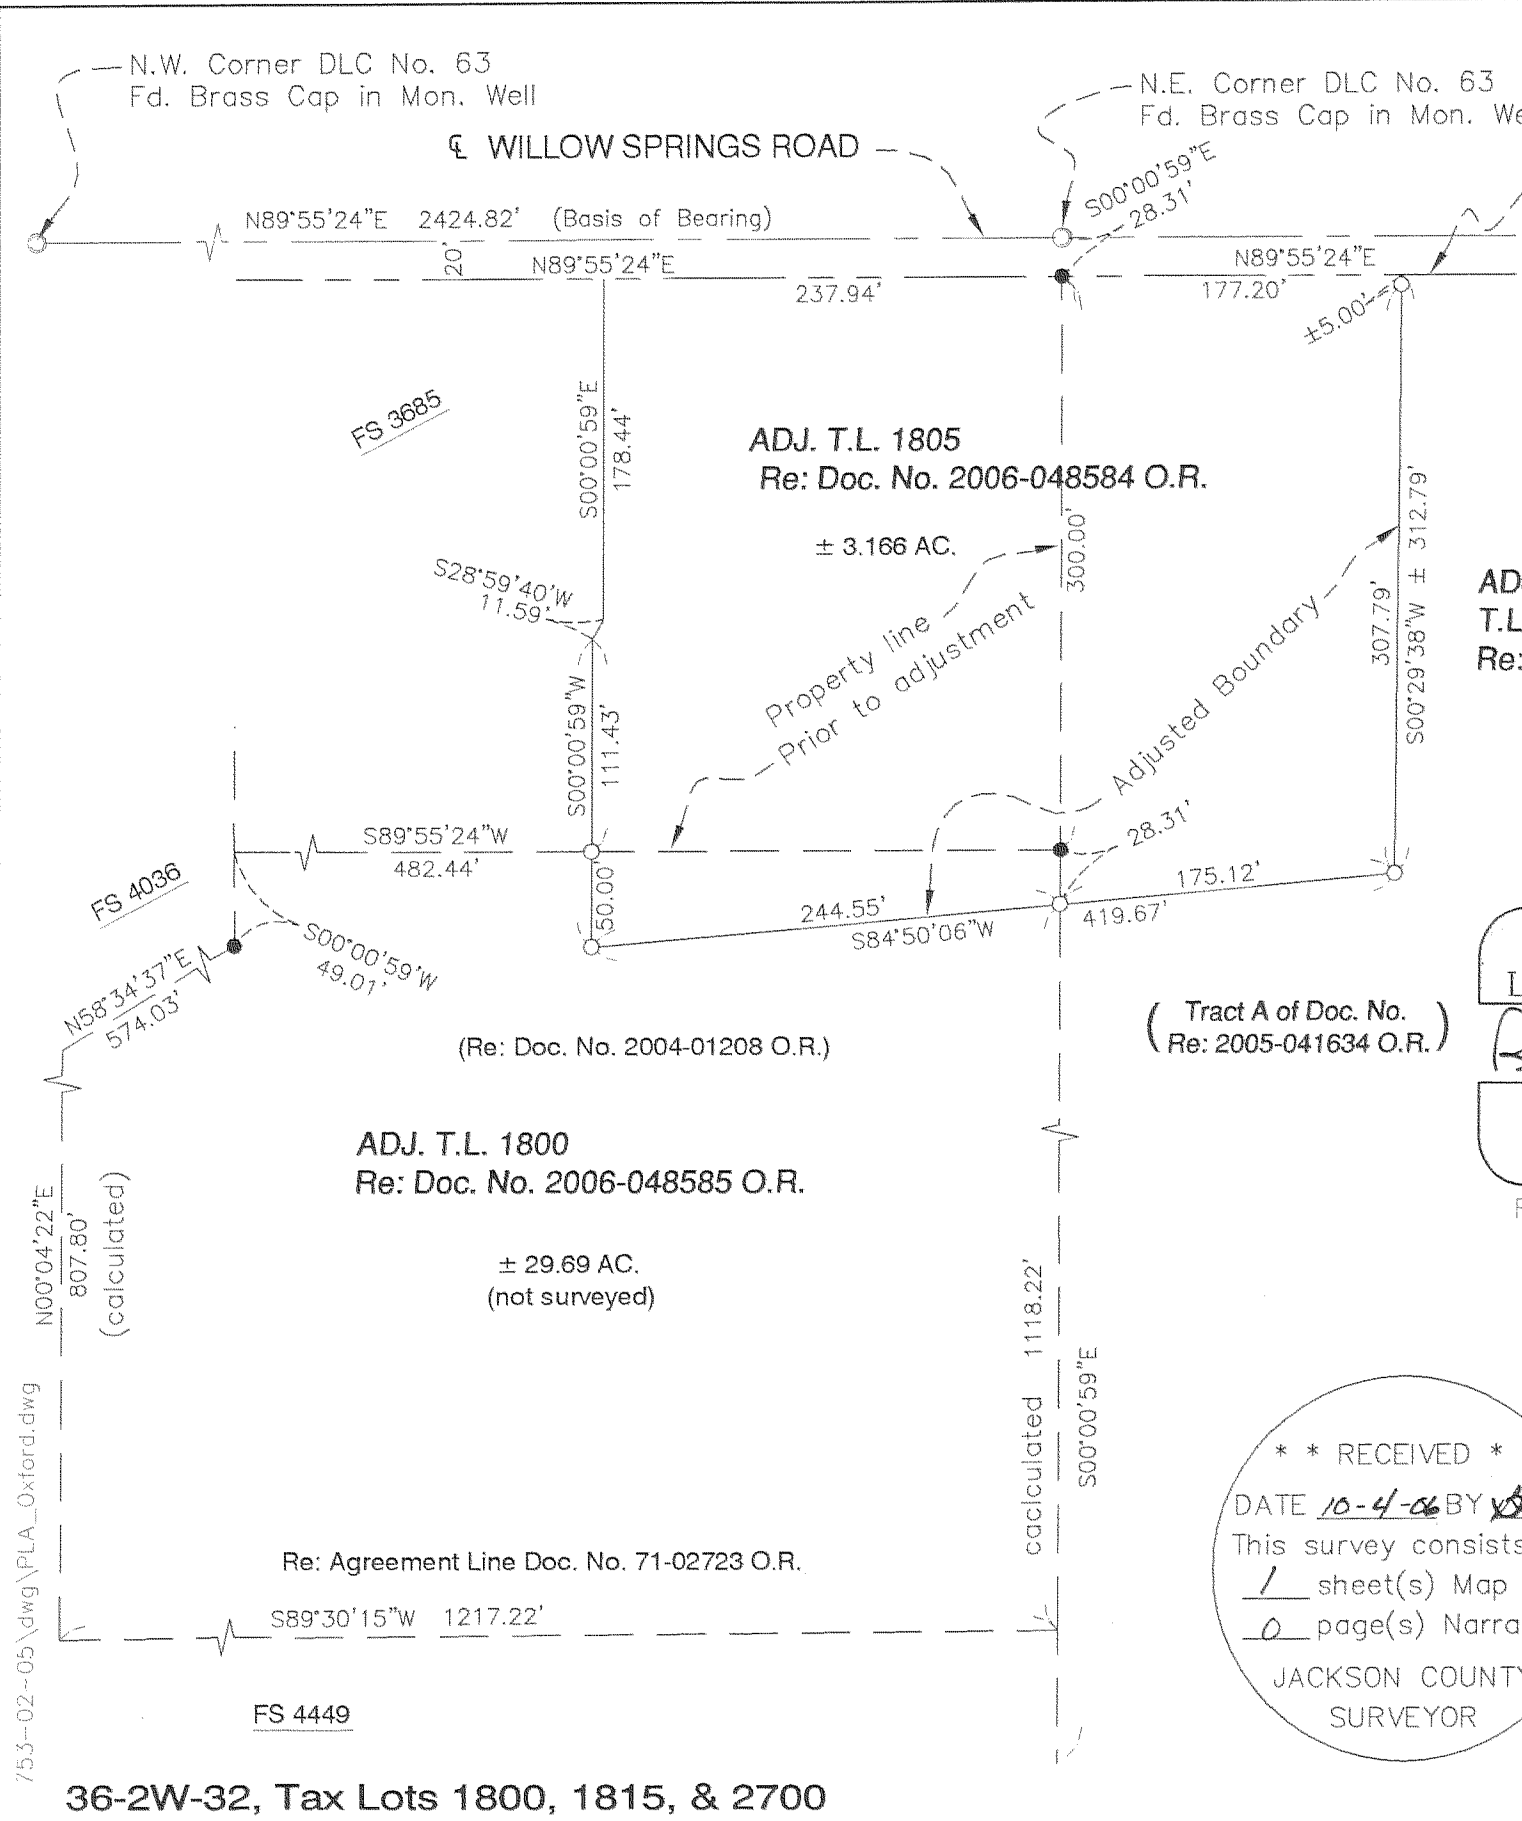 N.W. Corner DLC No. 63
Fd. Brass Cap in Mon. Well
N.E. Corner DLC No. 63
Fd. Brass Cap in Mon. We
℄ WILLOW SPRINGS ROAD
S00°00'59"E
28.31'
N89°55'24"E 2424.82' (Basis of Bearing)
20'
N89°55'24"E
237.94'
N89°55'24"E
177.20'
±5.00'
FS 3685
S00°00'59"E
178.44'
ADJ. T.L. 1805
Re: Doc. No. 2006-048584 O.R.
± 3.166 AC.
300.00'
S28°59'40"W
11.59'
Property line
Prior to adjustment
Adjusted Boundary
307.79'
S00°29'38"W ± 312.79'
AD
T.L
Re:
S00°00'59"W
111.43'
S89°55'24"W
482.44'
28.31'
FS 4036
50.00'
244.55'
S84°50'06"W
175.12'
419.67'
S00°00'59"W
49.01'
N58°34'37"E
574.03'
(Re: Doc. No. 2004-01208 O.R.)
( Tract A of Doc. No. )
Re: 2005-041634 O.R.
L
ADJ. T.L. 1800
Re: Doc. No. 2006-048585 O.R.
N00°04'22"E
807.80'
(calculated)
± 29.69 AC.
(not surveyed)
caclculated 1118.22'
S00°00'59"E
753-02-05\dwg\PLA_Oxford.dwg
* * RECEIVED *
DATE 10-4-06 BY
This survey consists
1 sheet(s) Map
0 page(s) Narra
JACKSON COUNTY
SURVEYOR
Re: Agreement Line Doc. No. 71-02723 O.R.
S89°30'15"W 1217.22'
FS 4449
36-2W-32, Tax Lots 1800, 1815, & 2700